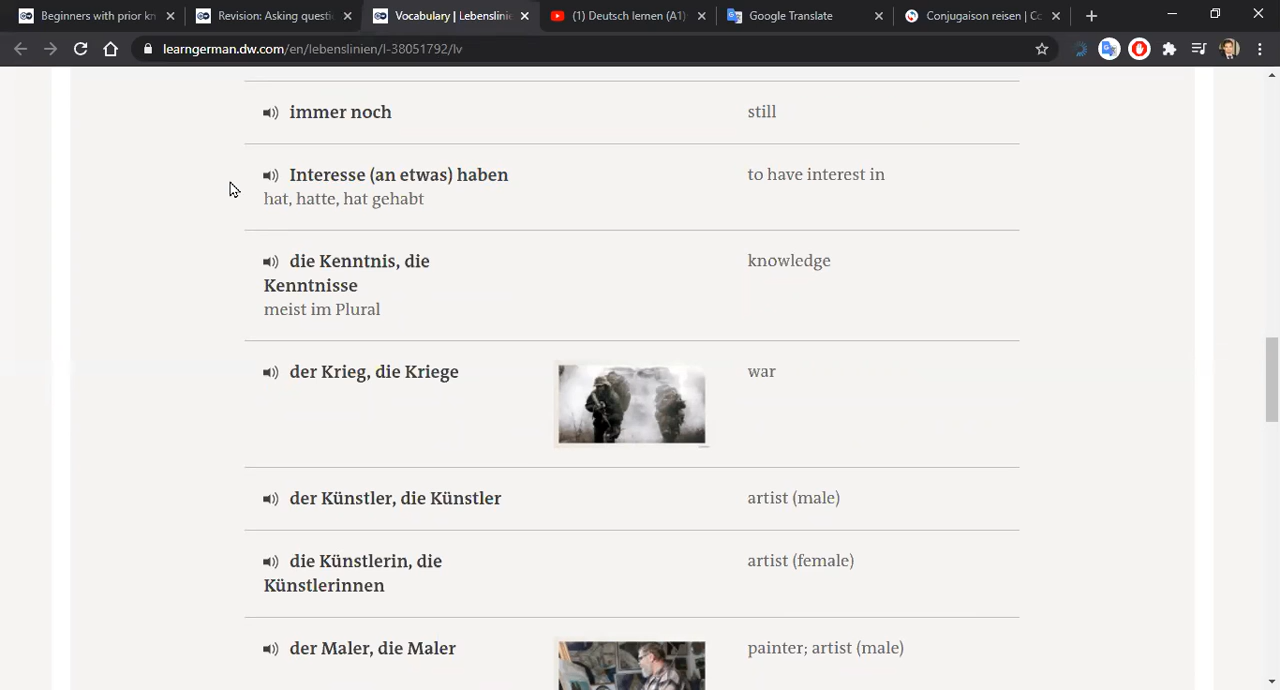 Beginners with prior kn
Revision: Asking questi
Vocabulary | Lebenslinie
(1) Deutsch lernen (A1)
Google Translate
Conjugaison reisen | Co
learngerman.dw.com/en/lebenslinien/l-38051792/lv
immer noch
still
Interesse (an etwas) haben
to have interest in
hat, hatte, hat gehabt
die Kenntnis, die
knowledge
Kenntnisse
meist im Plural
der Krieg, die Kriege
war
der Künstler, die Künstler
artist (male)
die Künstlerin, die
artist (female)
Künstlerinnen
der Maler, die Maler
painter; artist (male)